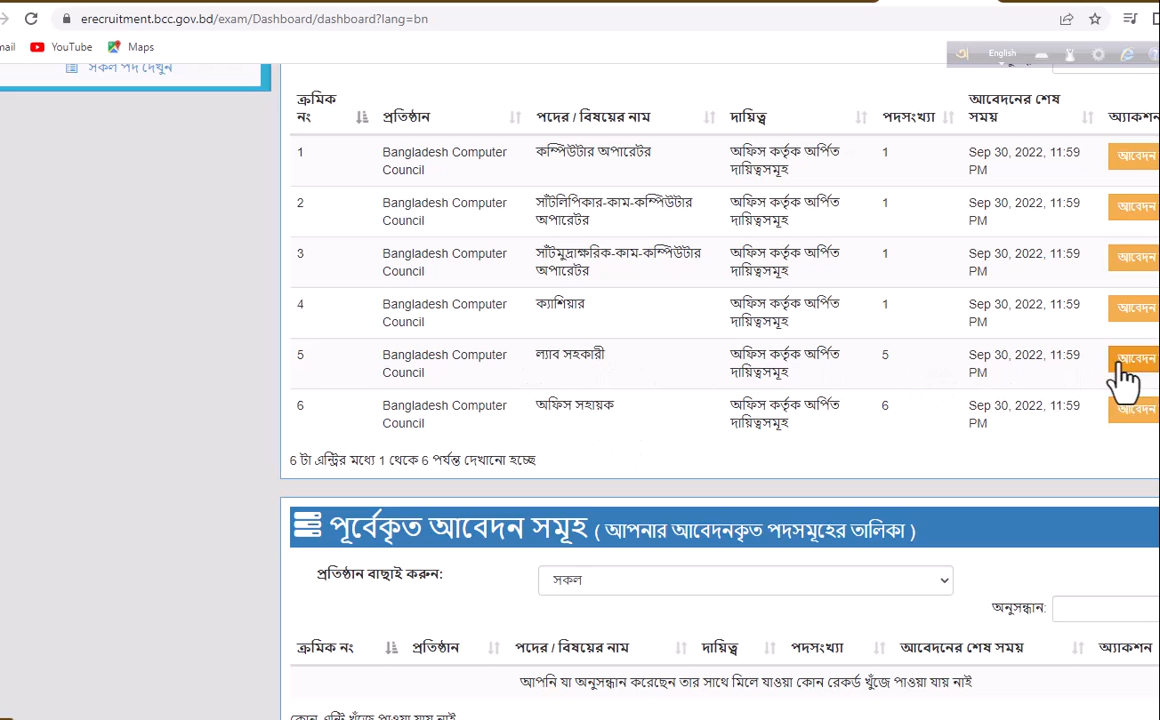 erecruitment.bcc.gov.bd/exam/Dashboard/dashboard?lang=bn
YouTube Maps
English
সকল পদ দেখুন
ক্রমিক নং প্রতিষ্ঠান পদের / বিষয়ের নাম দায়িত্ব পদসংখ্যা আবেদনের শেষ সময় অ্যাকশন
1 Bangladesh Computer Council কম্পিউটার অপারেটর অফিস কর্তৃক অর্পিত দায়িত্বসমূহ 1 Sep 30, 2022, 11:59 PM আবেদন
2 Bangladesh Computer Council সাঁটলিপিকার-কাম-কম্পিউটার অপারেটর অফিস কর্তৃক অর্পিত দায়িত্বসমূহ 1 Sep 30, 2022, 11:59 PM আবেদন
3 Bangladesh Computer Council সাঁটমুদ্রাক্ষরিক-কাম-কম্পিউটার অপারেটর অফিস কর্তৃক অর্পিত দায়িত্বসমূহ 1 Sep 30, 2022, 11:59 PM আবেদন
4 Bangladesh Computer Council ক্যাশিয়ার অফিস কর্তৃক অর্পিত দায়িত্বসমূহ 1 Sep 30, 2022, 11:59 PM আবেদন
5 Bangladesh Computer Council ল্যাব সহকারী অফিস কর্তৃক অর্পিত দায়িত্বসমূহ 5 Sep 30, 2022, 11:59 PM আবেদন
6 Bangladesh Computer Council অফিস সহায়ক অফিস কর্তৃক অর্পিত দায়িত্বসমূহ 6 Sep 30, 2022, 11:59 PM আবেদন
6 টা এন্ট্রির মধ্যে 1 থেকে 6 পর্যন্ত দেখানো হচ্ছে
পূর্বেকৃত আবেদন সমূহ ( আপনার আবেদনকৃত পদসমূহের তালিকা )
প্রতিষ্ঠান বাছাই করুন: সকল
অনুসন্ধান:
ক্রমিক নং প্রতিষ্ঠান পদের / বিষয়ের নাম দায়িত্ব পদসংখ্যা আবেদনের শেষ সময় অ্যাকশন
আপনি যা অনুসন্ধান করেছেন তার সাথে মিলে যাওয়া কোন রেকর্ড খুঁজে পাওয়া যায় নাই
কোন এন্ট্রি খুঁজে পাওয়া যায় নাই